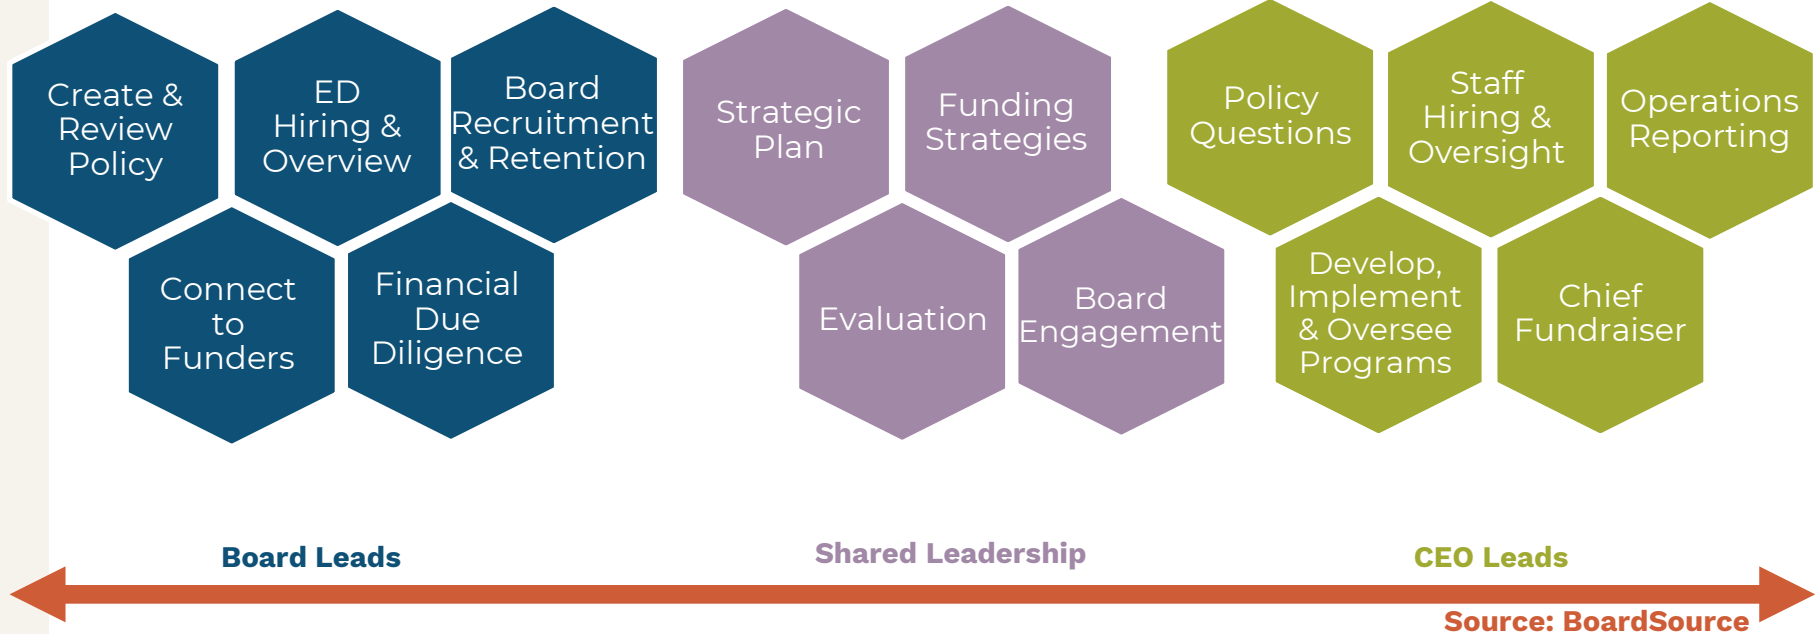 Create &
Review
Policy
ED
Hiring &
Overview
Board
Recruitment
& Retention
Connect
to
Funders
Financial
Due
Diligence
Strategic
Plan
Funding
Strategies
Evaluation
Board
Engagement
Policy
Questions
Staff
Hiring &
Oversight
Operations
Reporting
Develop,
Implement
& Oversee
Programs
Chief
Fundraiser
Board Leads
Shared Leadership
CEO Leads
Source: BoardSource